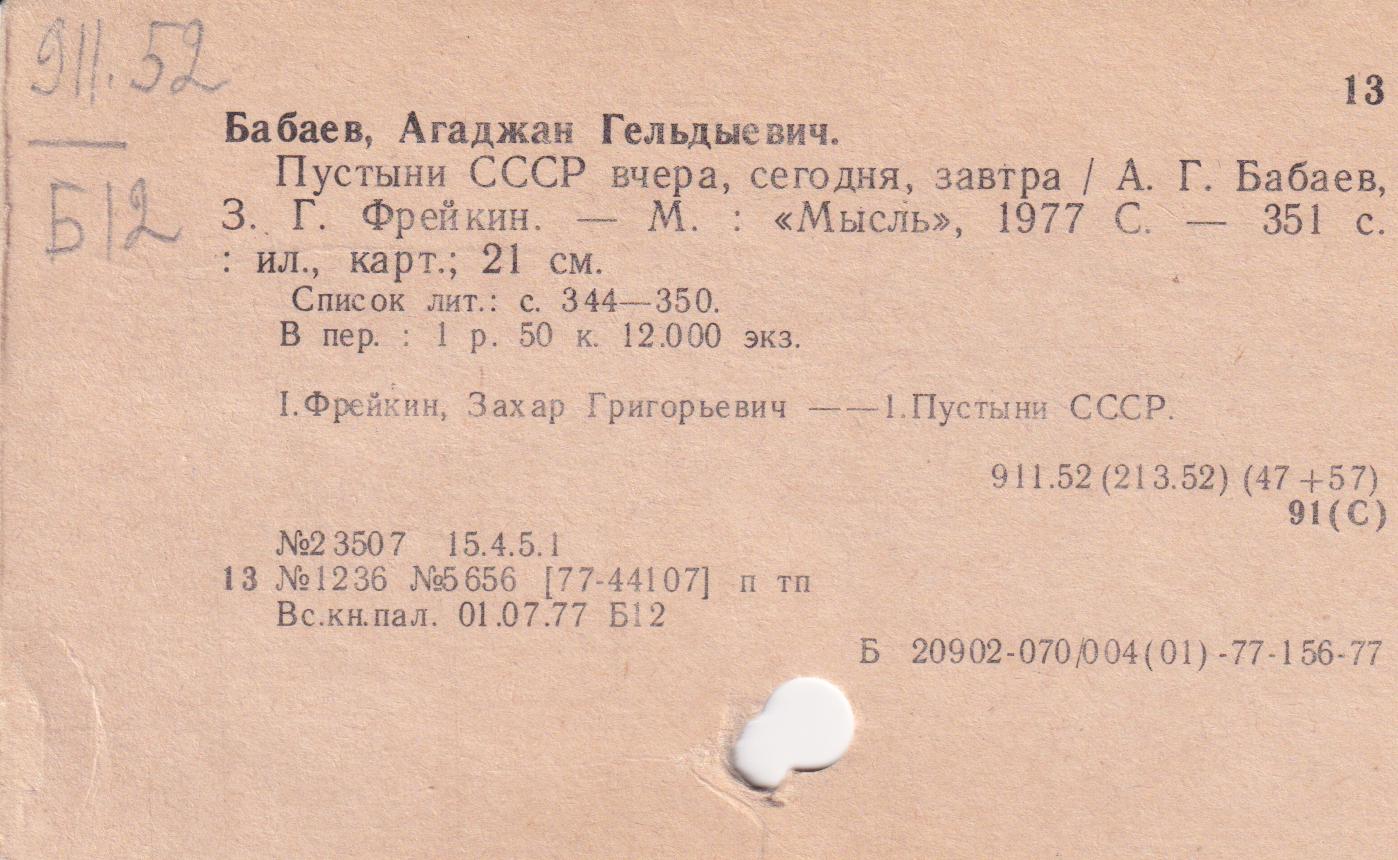 911.52
Б12
13
Бабаев, Агаджан Гельдыевич.
Пустыни СССР вчера, сегодня, завтра / А. Г. Бабаев,
З. Г. Фрейкин. — М. : «Мысль», 1977 С. — 351 с.
: ил., карт.; 21 см.
Список лит.: с. 344—350.
В пер. : 1 р. 50 к. 12.000 экз.
I.Фрейкин, Захар Григорьевич ——1.Пустыни СССР.
911.52(213.52) (47+57)
91(С)
№23507 15.4.5.1
13 №1236 №5656 [77-44107] п тп
Вс.кн.пал. 01.07.77 Б12
Б 20902-070/004(01)-77-156-77